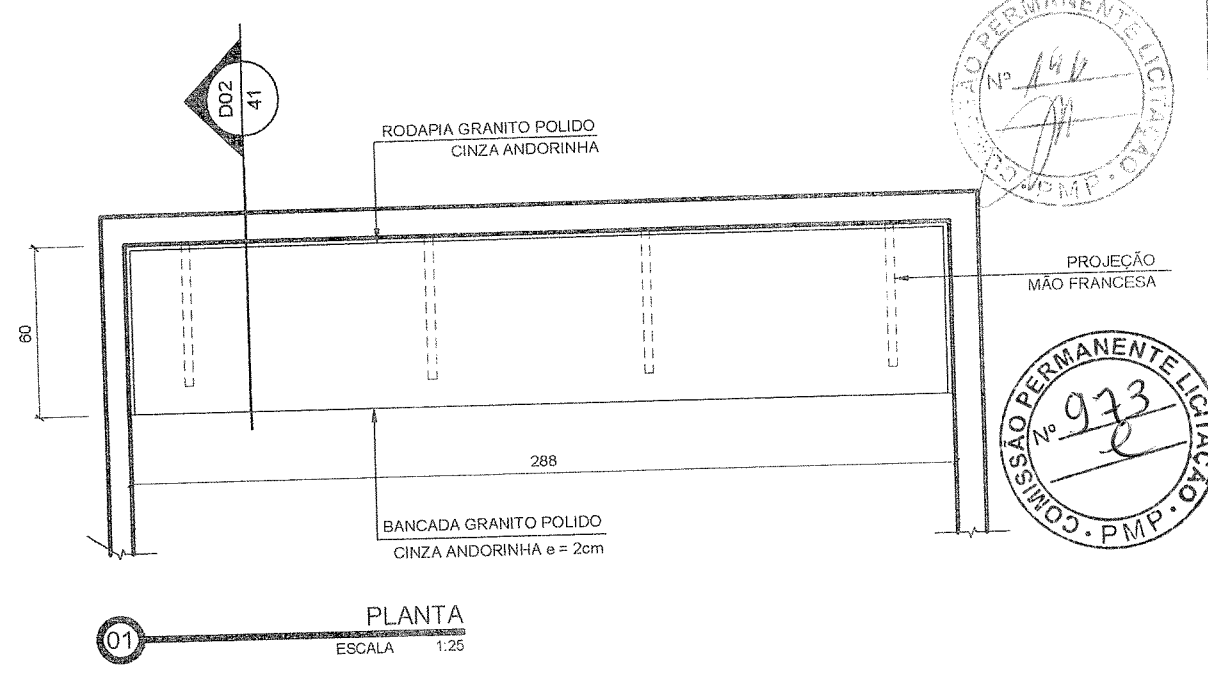 COMISSÃO PERMANENTE LICITAÇÃO · PMP ·
Nº
D02
41
RODAPIA GRANITO POLIDO
CINZA ANDORINHA
PROJEÇÃO
MÃO FRANCESA
60
COMISSÃO PERMANENTE LICITAÇÃO · PMP ·
Nº 973
288
BANCADA GRANITO POLIDO
CINZA ANDORINHA e = 2cm
01
PLANTA
ESCALA 1:25